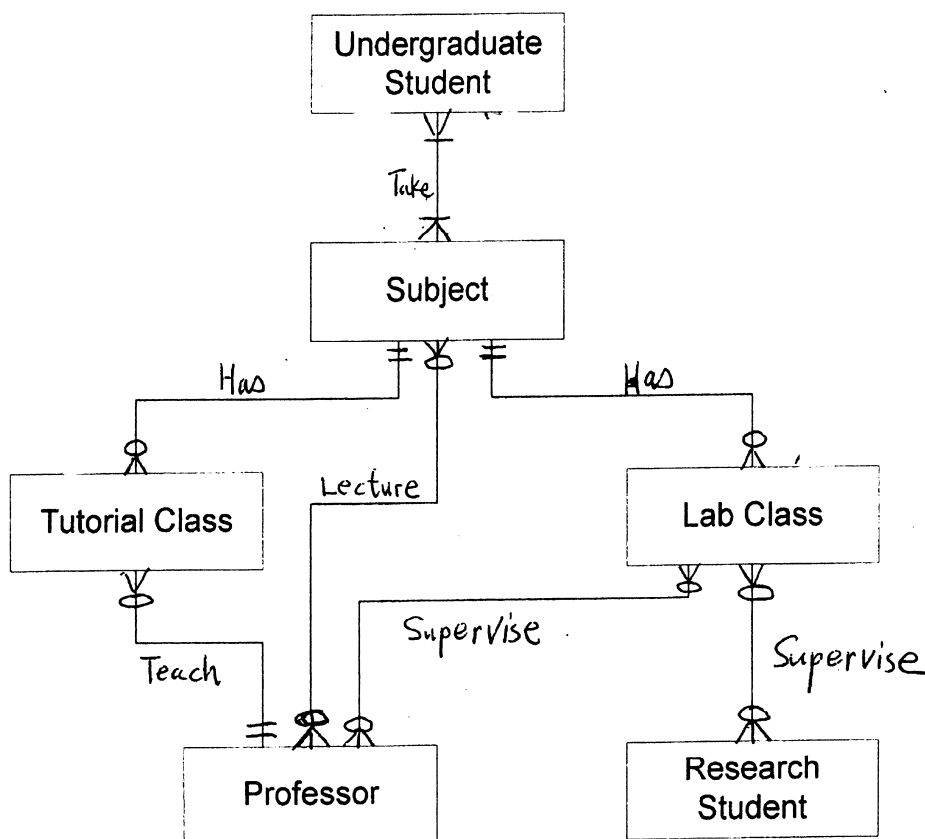 Undergraduate
Student
Take
Subject
Has
Has
Lecture
Tutorial Class
Lab Class
Supervise
Teach
Supervise
Professor
Research
Student